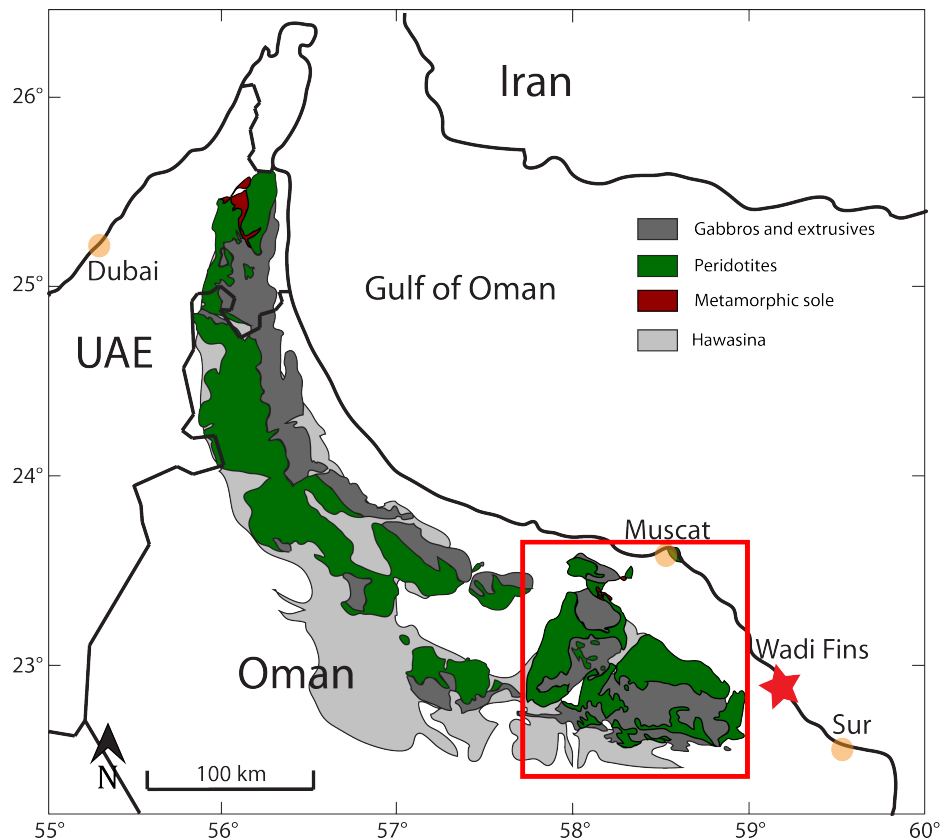 26°
Iran
Gabbros and extrusives
Peridotites
Metamorphic sole
Hawasina
25°
Dubai
Gulf of Oman
UAE
24°
Muscat
23°
Wadi Fins
Oman
Sur
N
100 km
55°
56°
57°
58°
59°
60°